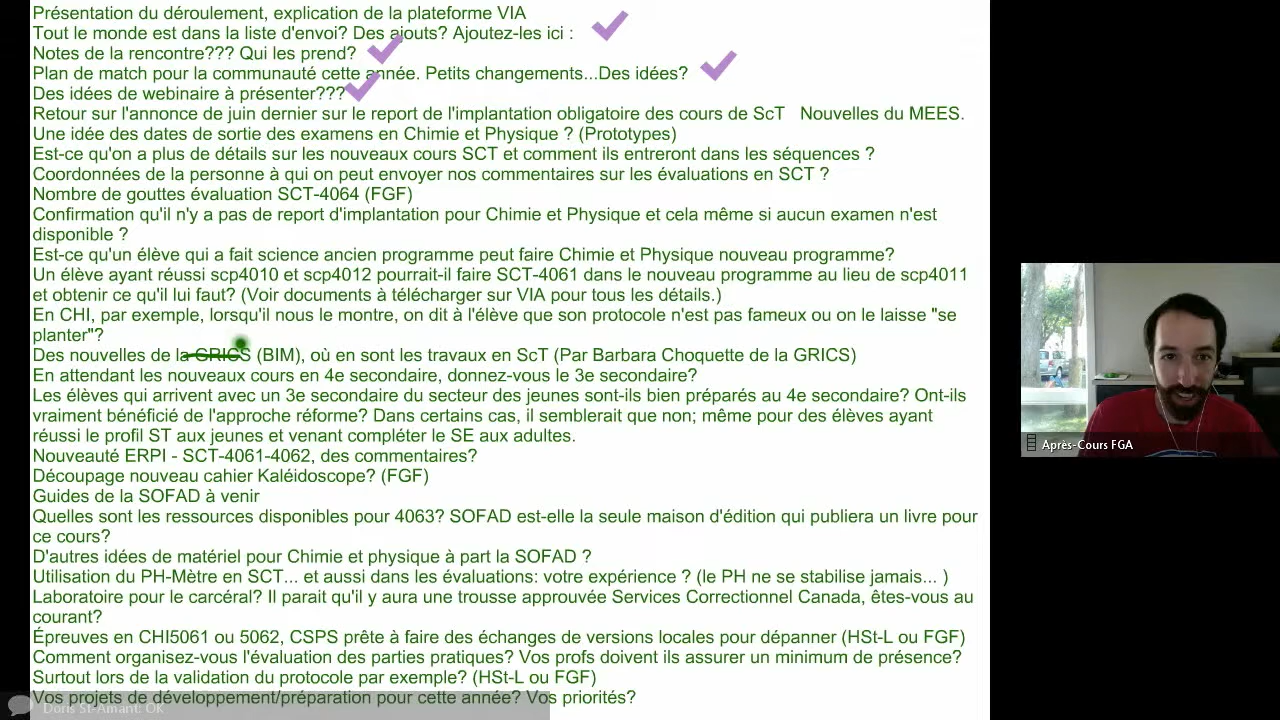 Présentation du déroulement, explication de la plateforme VIA
Tout le monde est dans la liste d'envoi? Des ajouts? Ajoutez-les ici :
Notes de la rencontre??? Qui les prend?
Plan de match pour la communauté cette année. Petits changements...Des idées?
Des idées de webinaire à présenter???
Retour sur l'annonce de juin dernier sur le report de l'implantation obligatoire des cours de ScT   Nouvelles du MEES.
Une idée des dates de sortie des examens en Chimie et Physique ? (Prototypes)
Est-ce qu'on a plus de détails sur les nouveaux cours SCT et comment ils entreront dans les séquences ?
Coordonnées de la personne à qui on peut envoyer nos commentaires sur les évaluations en SCT ?
Nombre de gouttes évaluation SCT-4064 (FGF)
Confirmation qu'il n'y a pas de report d'implantation pour Chimie et Physique et cela même si aucun examen n'est
disponible ?
Est-ce qu'un élève qui a fait science ancien programme peut faire Chimie et Physique nouveau programme?
Un élève ayant réussi scp4010 et scp4012 pourrait-il faire SCT-4061 dans le nouveau programme au lieu de scp4011
et obtenir ce qu'il lui faut? (Voir documents à télécharger sur VIA pour tous les détails.)
En CHI, par exemple, lorsqu'il nous le montre, on dit à l'élève que son protocole n'est pas fameux ou on le laisse "se
planter"?
Des nouvelles de la GRICS (BIM), où en sont les travaux en ScT (Par Barbara Choquette de la GRICS)
En attendant les nouveaux cours en 4e secondaire, donnez-vous le 3e secondaire?
Les élèves qui arrivent avec un 3e secondaire du secteur des jeunes sont-ils bien préparés au 4e secondaire? Ont-ils
vraiment bénéficié de l'approche réforme? Dans certains cas, il semblerait que non; même pour des élèves ayant
réussi le profil ST aux jeunes et venant compléter le SE aux adultes.
Nouveauté ERPI - SCT-4061-4062, des commentaires?
Découpage nouveau cahier Kaléidoscope? (FGF)
Guides de la SOFAD à venir
Quelles sont les ressources disponibles pour 4063? SOFAD est-elle la seule maison d'édition qui publiera un livre pour
ce cours?
D'autres idées de matériel pour Chimie et physique à part la SOFAD ?
Utilisation du PH-Mètre en SCT... et aussi dans les évaluations: votre expérience ? (le PH ne se stabilise jamais... )
Laboratoire pour le carcéral? Il parait qu'il y aura une trousse approuvée Services Correctionnel Canada, êtes-vous au
courant?
Épreuves en CHI5061 ou 5062, CSPS prête à faire des échanges de versions locales pour dépanner (HSt-L ou FGF)
Comment organisez-vous l'évaluation des parties pratiques? Vos profs doivent ils assurer un minimum de présence?
Surtout lors de la validation du protocole par exemple? (HSt-L ou FGF)
Vos projets de développement/préparation pour cette année? Vos priorités?
Doris St-Amant: OK
Après-Cours FGA